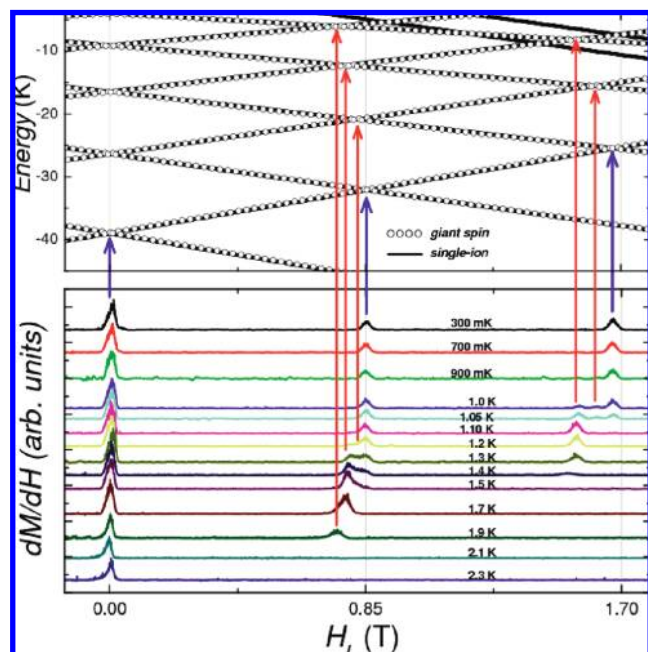 -10
-20
-30
-40
Energy (K)
giant spin
single-ion
dM/dH (arb. units)
300 mK
700 mK
900 mK
1.0 K
1.05 K
1.10 K
1.2 K
1.3 K
1.4 K
1.5 K
1.7 K
1.9 K
2.1 K
2.3 K
0.00 0.85 1.70
H (T)